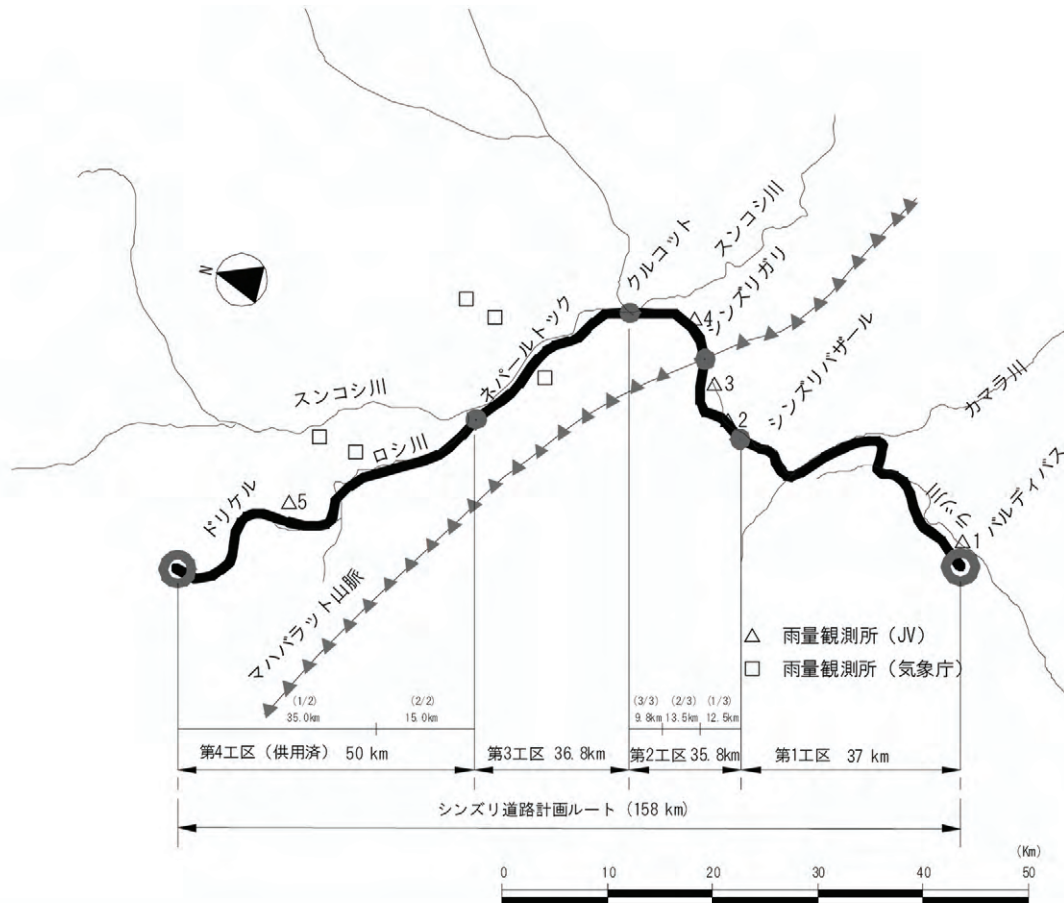 スンコシ川
クルコット
シンズリガリ
N
4
ネパールトック
シンズリバザール
3
カマラ川
スンコシ川
2
ロシ川
バルディバス
ドリケル
5
1
マハバラット山脈
△ 雨量観測所（JV）
□ 雨量観測所（気象庁）
(1/2) (2/2) (3/3) (2/3) (1/3)
35.0km 15.0km 9.8km 13.5km 12.5km
第4工区（供用済） 50 km 第3工区 36.8km 第2工区 35.8km 第1工区 37 km
シンズリ道路計画ルート（158 km）
(Km)
0 10 20 30 40 50